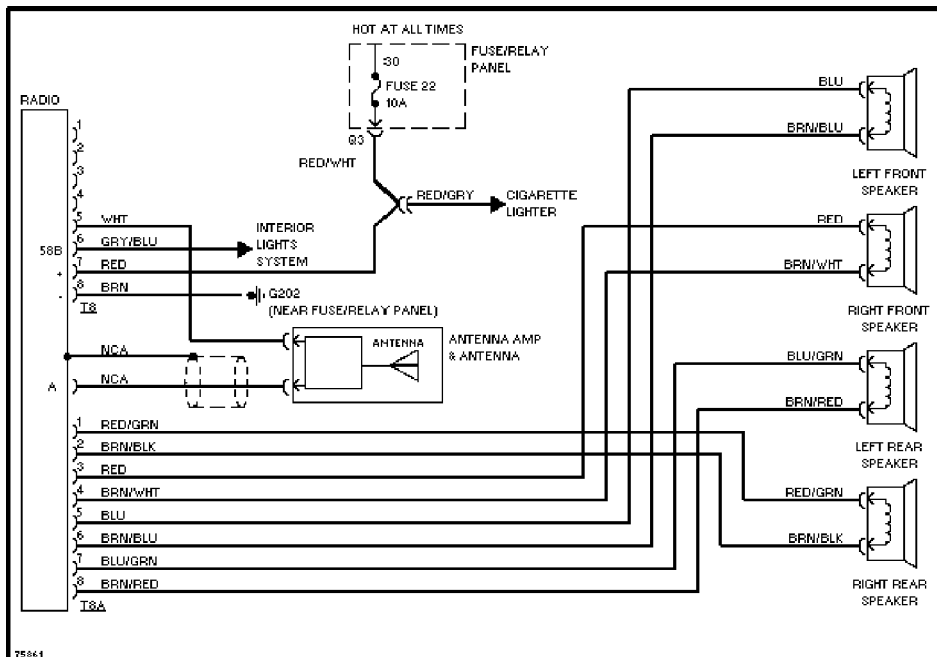 HOT AT ALL TIMES
FUSE/RELAY
PANEL
:30
FUSE 22
10A
Q3
RED/WHT
RED/GRY
CIGARETTE
LIGHTER
RADIO
1
2
3
4
5 WHT
58B 6 GRY/BLU
INTERIOR
LIGHTS
SYSTEM
+ 7 RED
- 8 BRN
T8
G202
(NEAR FUSE/RELAY PANEL)
NCA
A NCA
ANTENNA
ANTENNA AMP
& ANTENNA
1 RED/GRN
2 BRN/BLK
3 RED
4 BRN/WHT
5 BLU
6 BRN/BLU
7 BLU/GRN
8 BRN/RED
T8A
BLU
BRN/BLU
LEFT FRONT
SPEAKER
RED
BRN/WHT
RIGHT FRONT
SPEAKER
BLU/GRN
BRN/RED
LEFT REAR
SPEAKER
RED/GRN
BRN/BLK
RIGHT REAR
SPEAKER
75861